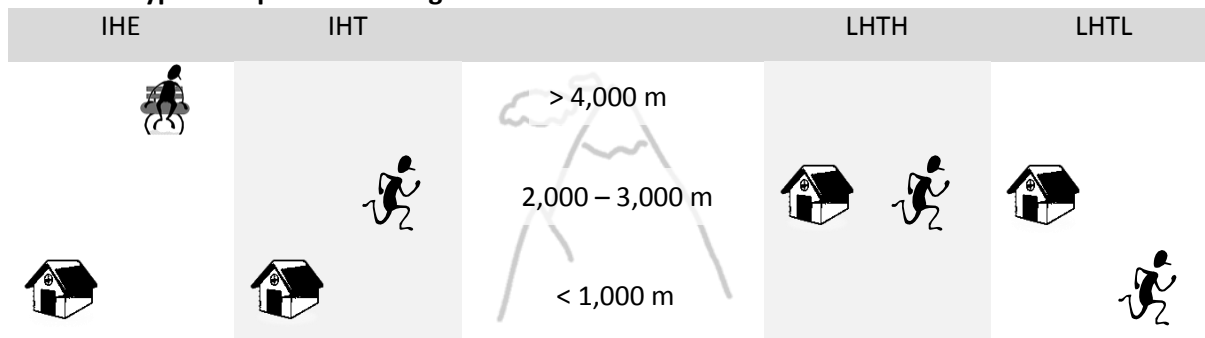 IHE IHT LHTH LHTL
> 4,000 m
2,000 – 3,000 m
< 1,000 m